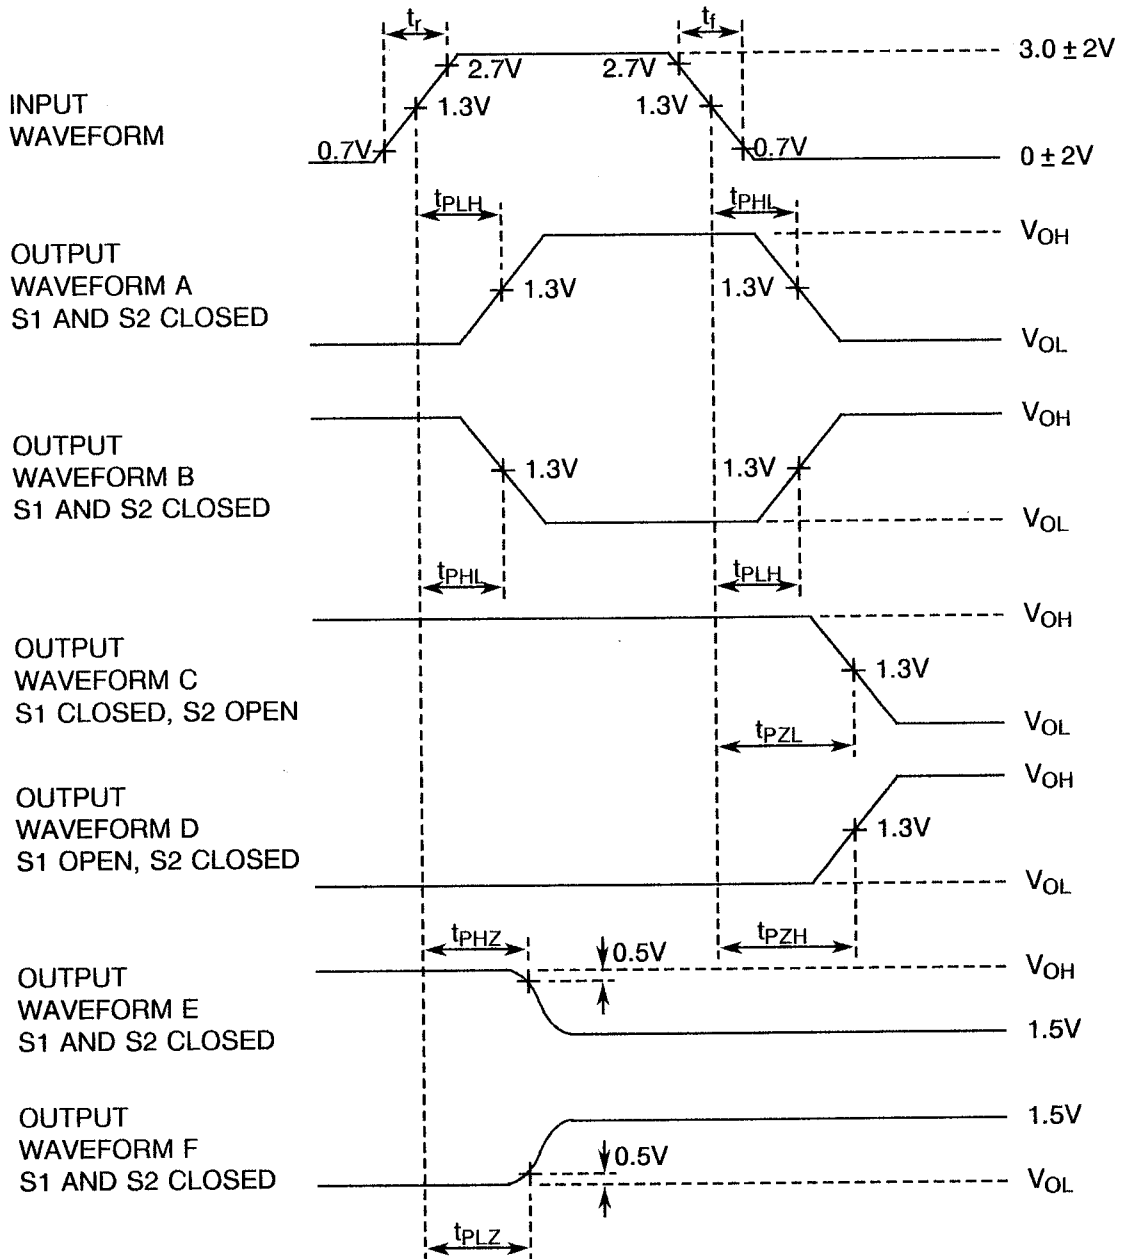 tr tf
3.0 ± 2V
2.7V 2.7V
INPUT
WAVEFORM
1.3V 1.3V
0.7V 0.7V
0 ± 2V
tPLH tPHL
VOH
OUTPUT
WAVEFORM A
S1 AND S2 CLOSED
1.3V 1.3V
VOL
VOH
OUTPUT
WAVEFORM B
S1 AND S2 CLOSED
1.3V 1.3V
VOL
tPHL tPLH
VOH
OUTPUT
WAVEFORM C
S1 CLOSED, S2 OPEN
1.3V
VOL
tPZL
VOH
OUTPUT
WAVEFORM D
S1 OPEN, S2 CLOSED
1.3V
VOL
tPHZ tPZH
0.5V
VOH
OUTPUT
WAVEFORM E
S1 AND S2 CLOSED
1.5V
OUTPUT
WAVEFORM F
S1 AND S2 CLOSED
1.5V
0.5V
VOL
tPLZ